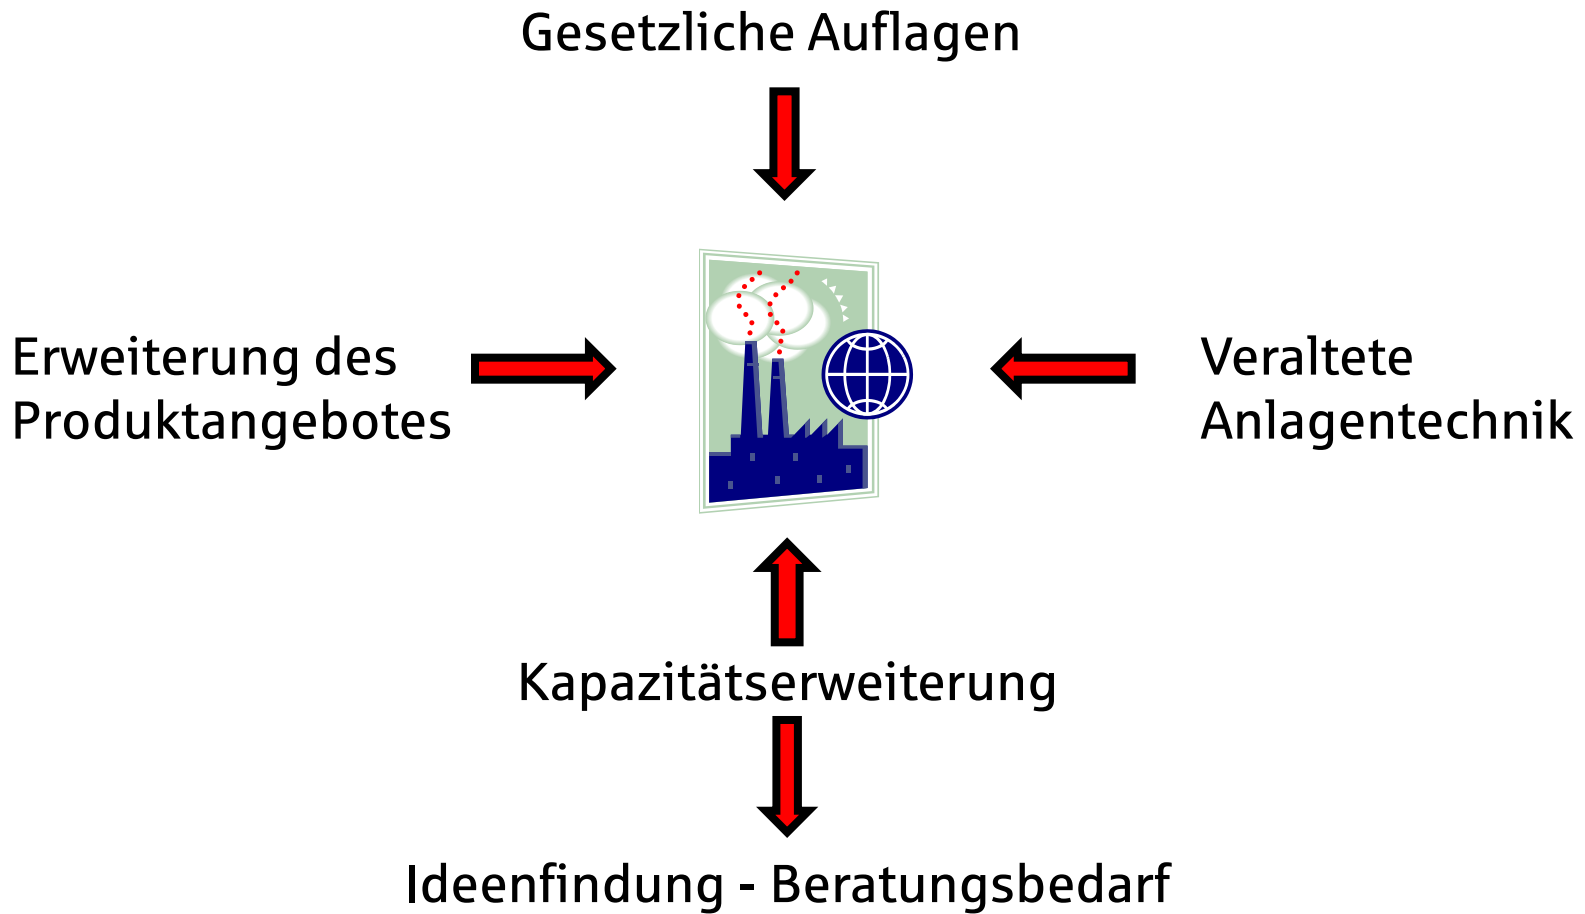 Gesetzliche Auflagen
Erweiterung des
Produktangebotes
Veraltete
Anlagentechnik
Kapazitätserweiterung
Ideenfindung - Beratungsbedarf